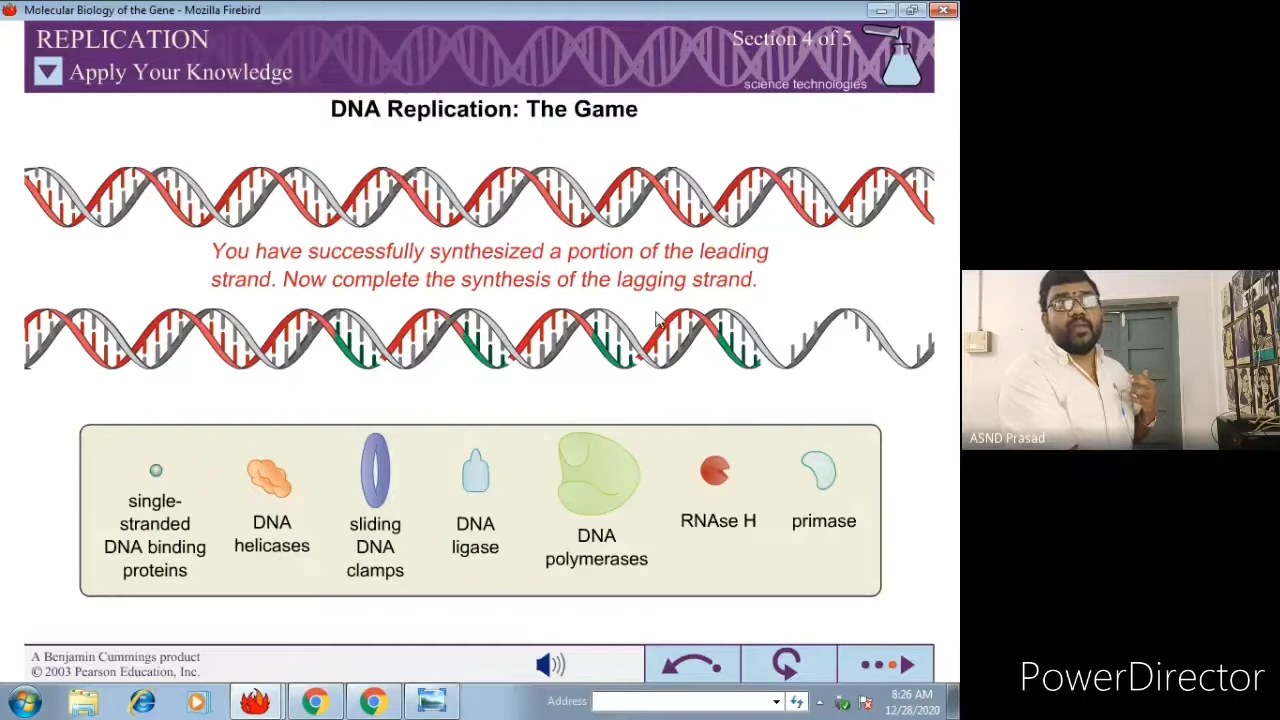 Molecular Biology of the Gene - Mozilla Firebird
REPLICATION
Section 4 of 5
Apply Your Knowledge
science technologies
DNA Replication: The Game
You have successfully synthesized a portion of the leading
strand. Now complete the synthesis of the lagging strand.
single-
stranded
DNA binding
proteins
DNA
helicases
sliding
DNA
clamps
DNA
ligase
DNA
polymerases
RNAse H
primase
A Benjamin Cummings product
© 2003 Pearson Education, Inc.
Address
8:26 AM
12/28/2020
ASND Prasad
PowerDirector